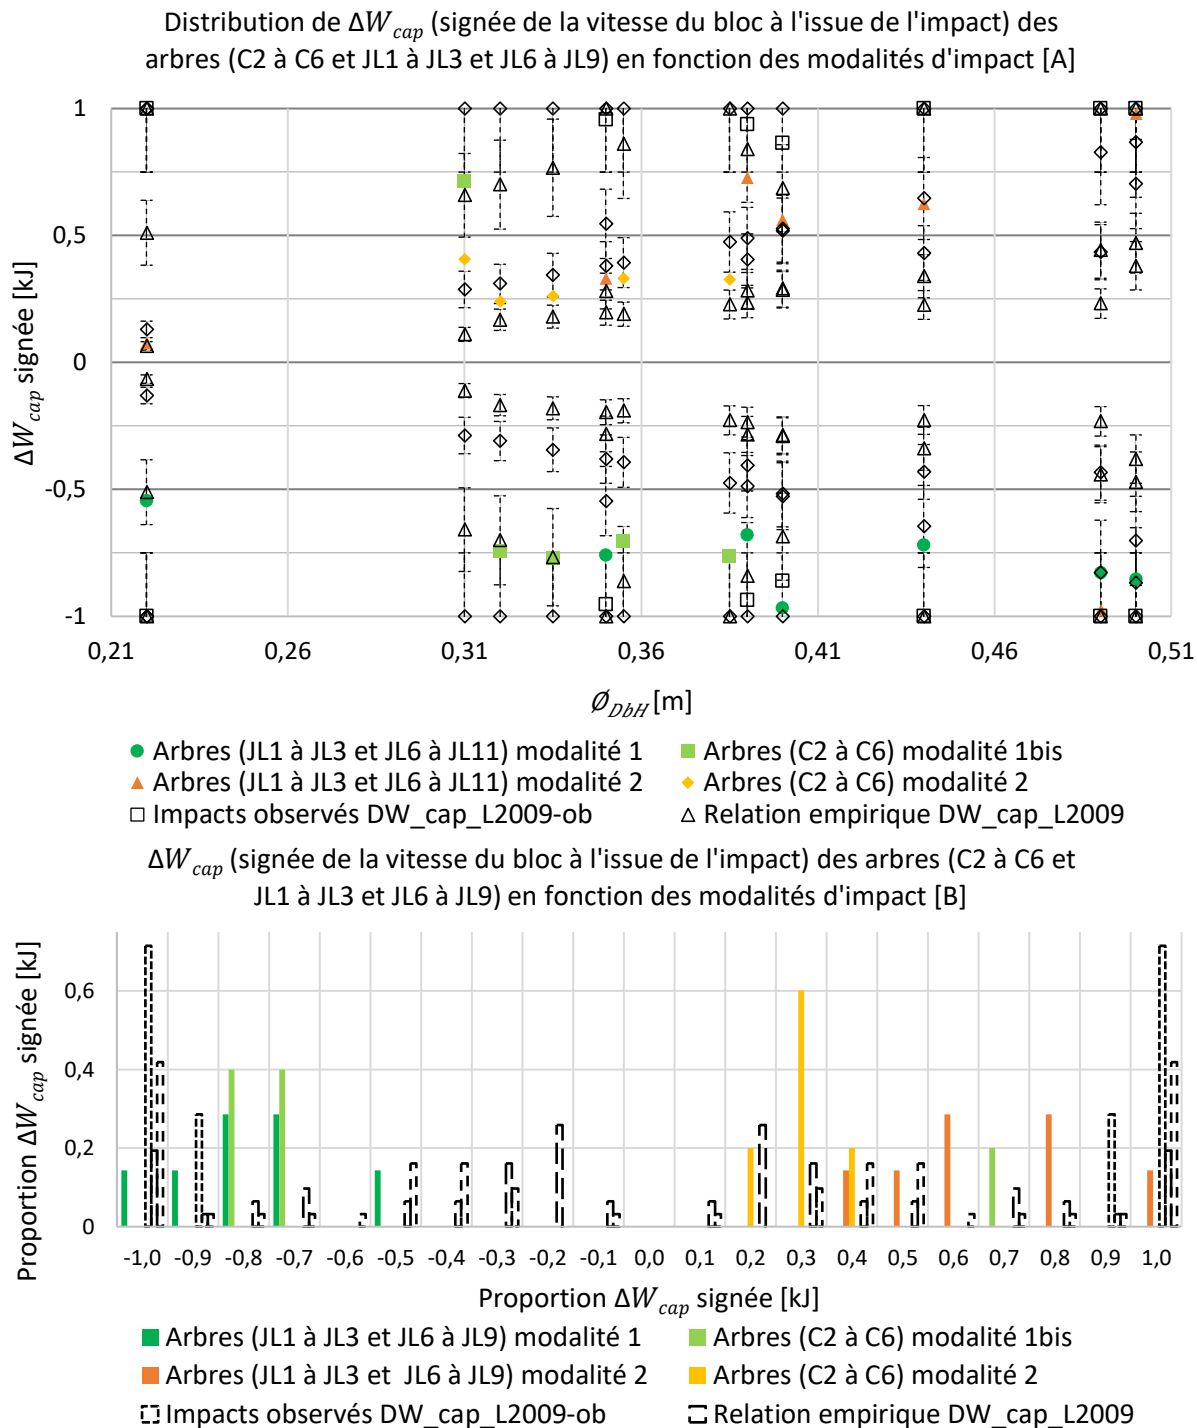 Distribution de ΔW_cap (signée de la vitesse du bloc à l'issue de l'impact) des
arbres (C2 à C6 et JL1 à JL3 et JL6 à JL9) en fonction des modalités d'impact [A]
ΔW_cap signée [kJ]
1
0,5
0
-0,5
-1
0,21 0,26 0,31 0,36 0,41 0,46 0,51
Ø_DbH [m]
Arbres (JL1 à JL3 et JL6 à JL11) modalité 1 Arbres (C2 à C6) modalité 1bis
Arbres (JL1 à JL3 et JL6 à JL11) modalité 2 Arbres (C2 à C6) modalité 2
Impacts observés DW_cap_L2009-ob Relation empirique DW_cap_L2009
ΔW_cap (signée de la vitesse du bloc à l'issue de l'impact) des arbres (C2 à C6 et
JL1 à JL3 et JL6 à JL9) en fonction des modalités d'impact [B]
Proportion ΔW_cap signée [kJ]
0,6
0,4
0,2
0
-1,0 -0,9 -0,8 -0,7 -0,6 -0,5 -0,4 -0,3 -0,2 -0,1 0,0 0,1 0,2 0,3 0,4 0,5 0,6 0,7 0,8 0,9 1,0
Proportion ΔW_cap signée [kJ]
Arbres (JL1 à JL3 et JL6 à JL9) modalité 1 Arbres (C2 à C6) modalité 1bis
Arbres (JL1 à JL3 et JL6 à JL9) modalité 2 Arbres (C2 à C6) modalité 2
Impacts observés DW_cap_L2009-ob Relation empirique DW_cap_L2009